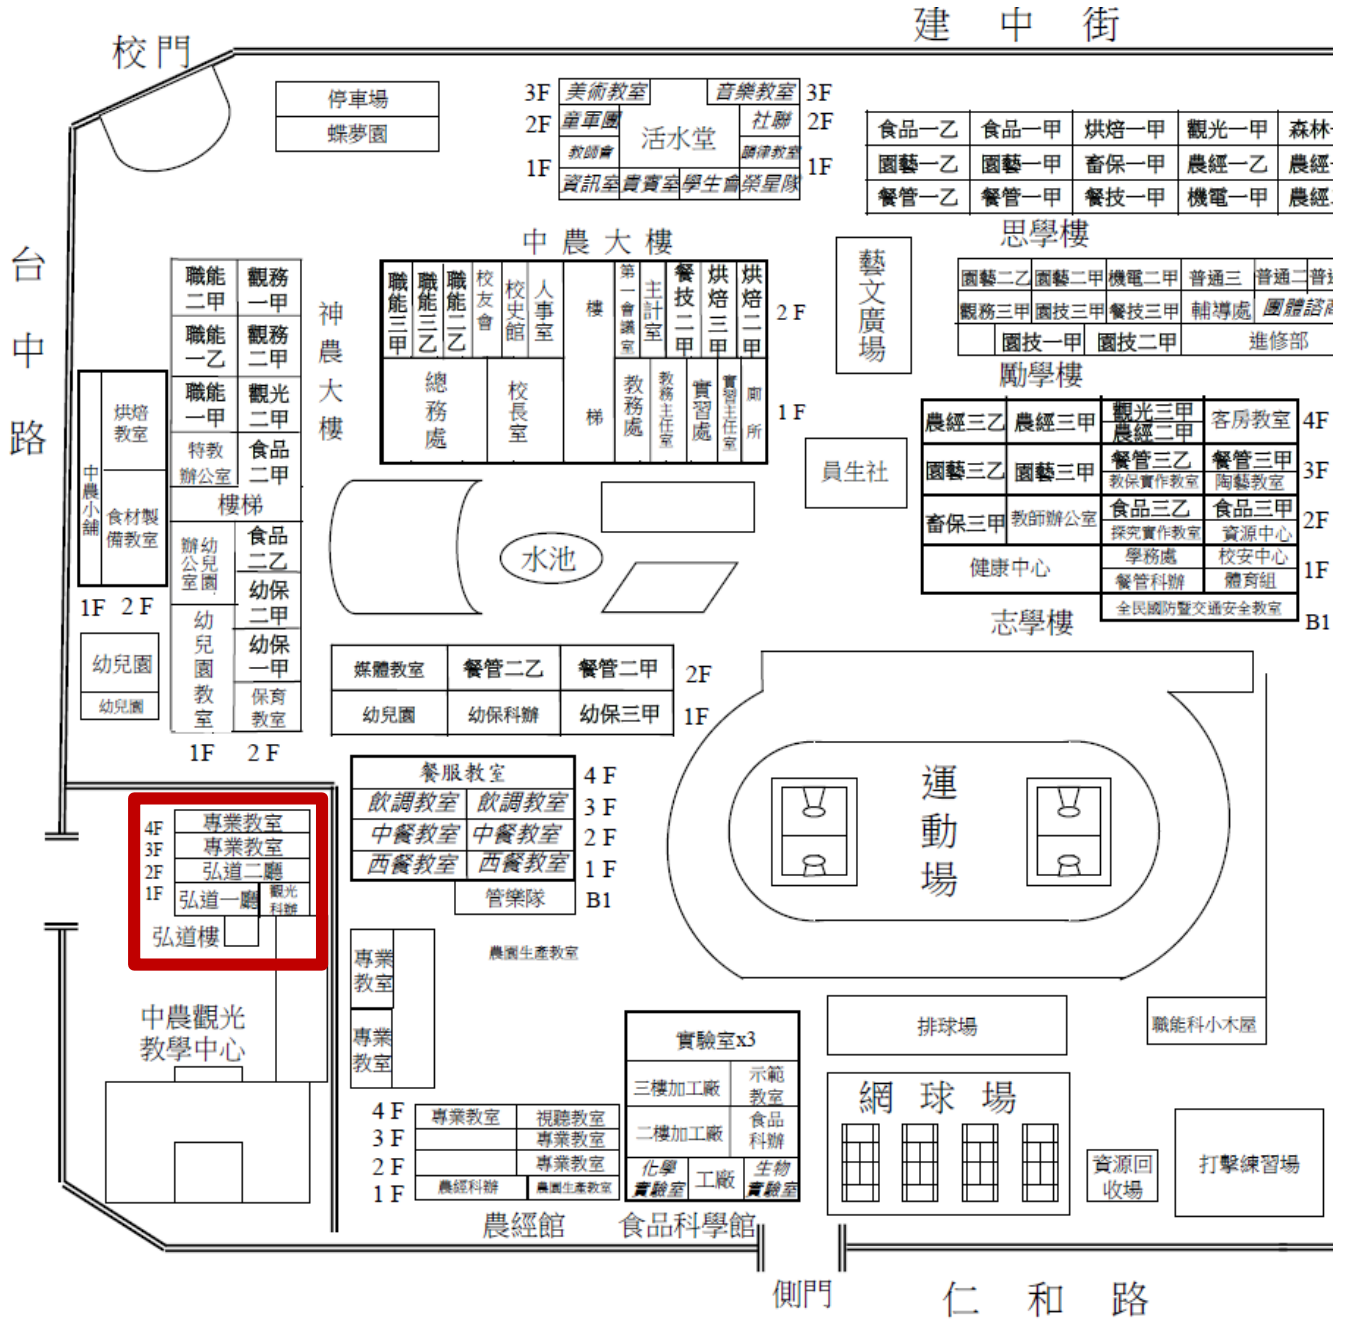 建中街
校門
停車場
蝶夢園
3F 美術教室 音樂教室 3F
2F 童軍團 活水堂 社聯 2F
1F 教師會 韻律教室 1F
資訊室 貴賓室 學生會 榮星隊
食品一乙 食品一甲 烘焙一甲 觀光一甲 森林
園藝一乙 園藝一甲 畜保一甲 農經一乙 農經
餐管一乙 餐管一甲 餐技一甲 機電一甲 農經
思學樓
台中路
中農大樓
職能三甲 職能三乙 職能二乙 校友會 校史館 人事室 樓 第一會議室 主計室 餐技二甲 烘焙三甲 烘焙二甲 2F
總務處 校長室 梯 教務處 教務主任室 實習處 實習主任室 廁所 1F
藝文廣場
園藝二乙 園藝二甲 機電二甲 普通三 普通二 普通
觀務三甲 園技三甲 餐技三甲 輔導處 團體諮商
園技一甲 園技二甲 進修部
勵學樓
神農大樓
職能二甲 觀務一甲
職能一乙 觀務二甲
職能一甲 觀光二甲
特教辦公室 食品二甲
樓梯
幼兒園辦公室 食品二乙
幼保二甲
幼兒園教室 幼保一甲
保育教室
1F 2F
中農小舖 烘焙教室
食材製備教室
1F 2F
幼兒園
幼兒園
員生社
農經三乙 農經三甲 觀光三甲 農經二甲 客房教室 4F
園藝三乙 園藝三甲 餐管三乙 教保實作教室 餐管三甲 陶藝教室 3F
畜保三甲 教師辦公室 食品三乙 探究實作教室 食品三甲 資源中心 2F
健康中心 學務處 校安中心 1F
餐管科辦 體育組
全民國防暨交通安全教室 B1
志學樓
水池
媒體教室 餐管二乙 餐管二甲 2F
幼兒園 幼保科辦 幼保三甲 1F
餐服教室 4F
飲調教室 飲調教室 3F
中餐教室 中餐教室 2F
西餐教室 西餐教室 1F
管樂隊 B1
運動場
4F 專業教室
3F 專業教室
2F 弘道二廳
1F 弘道一廳 觀光科辦
弘道樓
專業教室
農園生產教室
專業教室
中農觀光
教學中心
排球場
職能科小木屋
實驗室x3
三樓加工廠 示範教室
二樓加工廠 食品科辦
化學實驗室 工廠 生物實驗室
食品科學館
4F 專業教室 視聽教室
3F 專業教室
2F 專業教室
1F 農經科辦 農園生產教室
農經館
網球場
資源回收場
打擊練習場
側門
仁和路